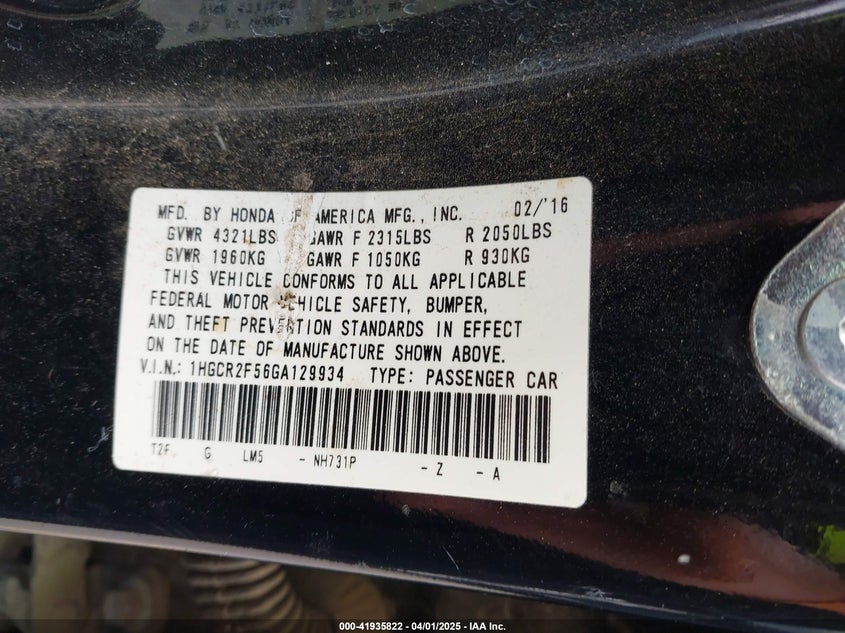 MFD. BY HONDA OF AMERICA MFG., INC. 02/'16
GVWR 4321LBS GAWR F 2315LBS R 2050LBS
GVWR 1960KG GAWR F 1050KG R 930KG
THIS VEHICLE CONFORMS TO ALL APPLICABLE
FEDERAL MOTOR VEHICLE SAFETY, BUMPER,
AND THEFT PREVENTION STANDARDS IN EFFECT
ON THE DATE OF MANUFACTURE SHOWN ABOVE.
V.I.N.: 1HGCR2F56GA129934 TYPE: PASSENGER CAR
T2F G LM5 - NH731P - Z - A
000-41935822 - 04/01/2025 - IAA Inc.